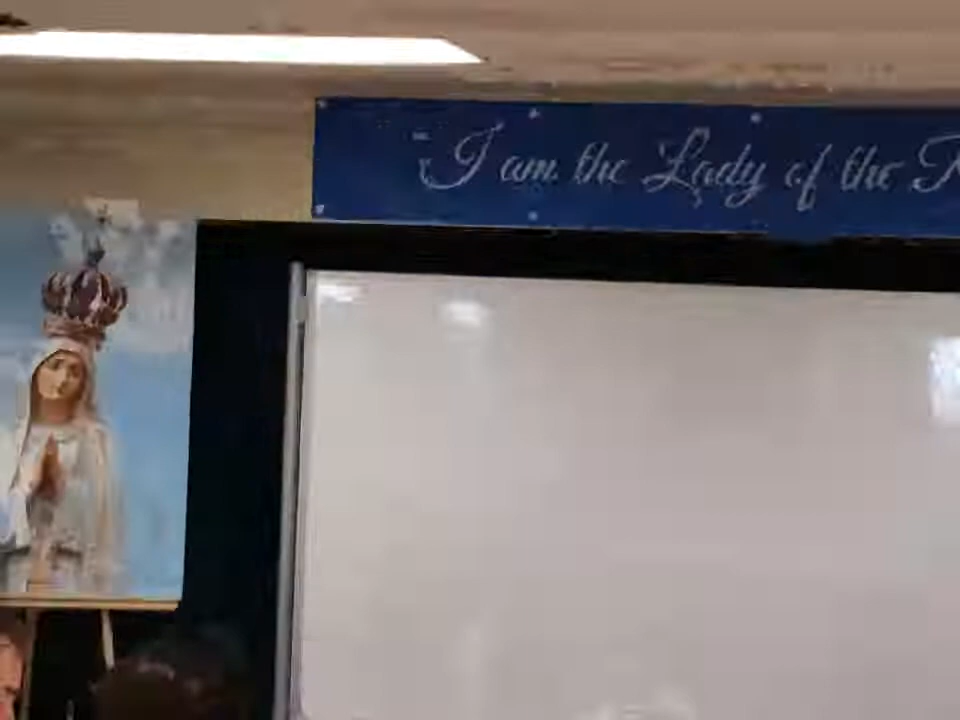 "I am the Lady of the